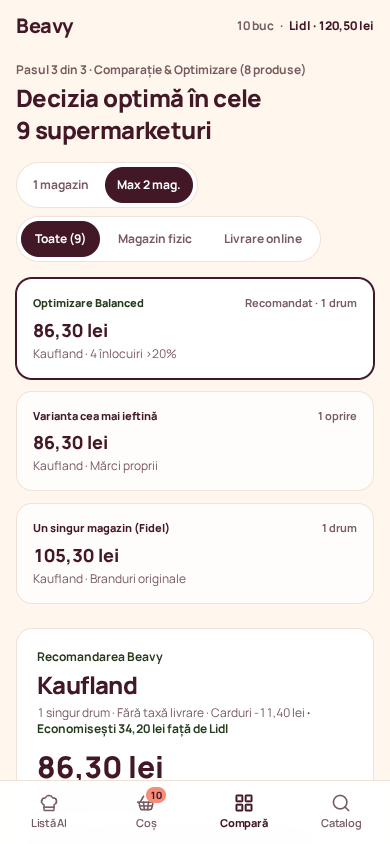 Beavy
10 buc · Lidl · 120,50 lei
Pasul 3 din 3 · Comparație & Optimizare (8 produse)
Decizia optimă în cele
9 supermarketuri
1 magazin
Max 2 mag.
Toate (9)
Magazin fizic
Livrare online
Optimizare Balanced
Recomandat · 1 drum
86,30 lei
Kaufland · 4 înlocuiri >20%
Varianta cea mai ieftină
1 oprire
86,30 lei
Kaufland · Mărci proprii
Un singur magazin (Fidel)
1 drum
105,30 lei
Kaufland · Branduri originale
Recomandarea Beavy
Kaufland
1 singur drum · Fără taxă livrare · Carduri -11,40 lei ·
Economisești 34,20 lei față de Lidl
86,30 lei
10
Listă AI
Coș
Compară
Catalog